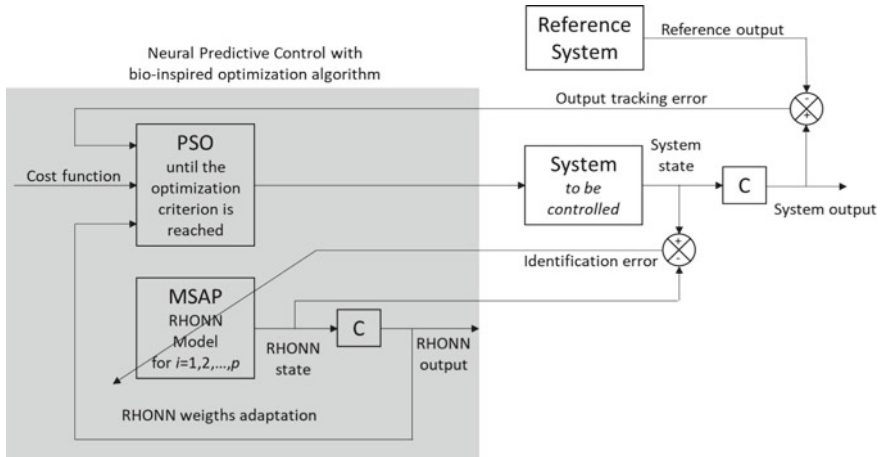 Neural Predictive Control with
bio-inspired optimization algorithm
Reference
System
Reference output
-
+
Output tracking error
PSO
until the
optimization
criterion is
reached
Cost function
System
to be
controlled
System
state
C
System output
+
-
Identification error
MSAP
RHONN
Model
for i=1,2,...,p
RHONN
state
C
RHONN
output
RHONN weigths adaptation